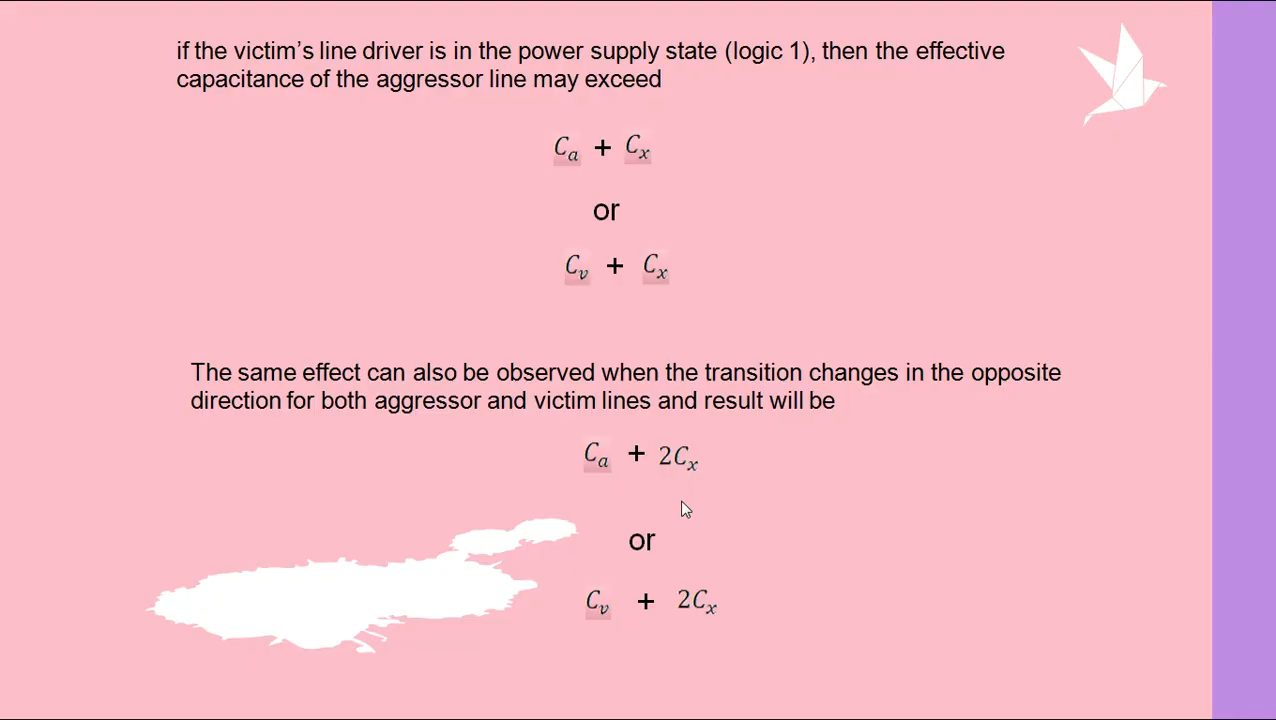 if the victim’s line driver is in the power supply state (logic 1), then the effective
capacitance of the aggressor line may exceed
Cₐ + Cₓ
or
Cᵥ + Cₓ
The same effect can also be observed when the transition changes in the opposite
direction for both aggressor and victim lines and result will be
Cₐ + 2Cₓ
or
Cᵥ + 2Cₓ